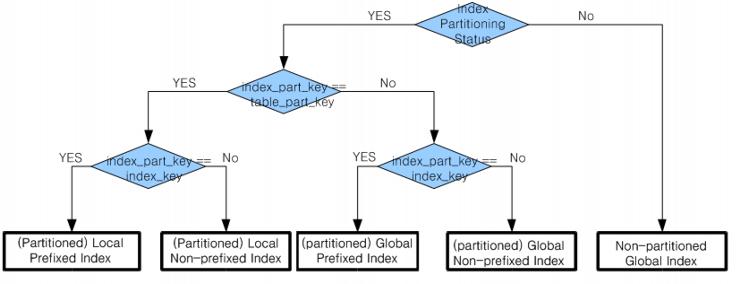 Index
Partitioning
Status
YES
No
index_part_key ==
table_part_key
YES
No
index_part_key ==
index_key
YES
No
index_part_key ==
index_key
YES
No
(Partitioned) Local
Prefixed Index
(Partitioned) Local
Non-prefixed Index
(partitioned) Global
Prefixed Index
(partitioned) Global
Non-prefixed Index
Non-partitioned
Global Index